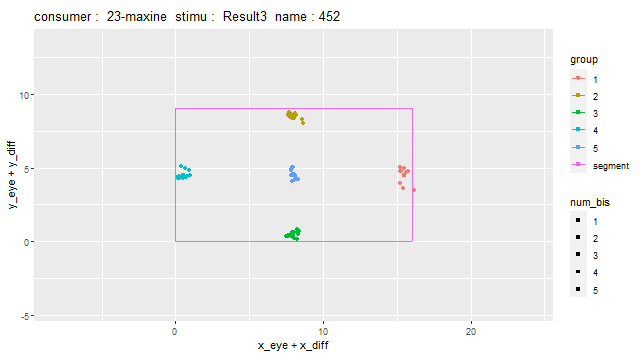 consumer :  23-maxine  stimu :  Result3  name : 452
group
1
2
3
4
5
segment
num_bis
1
2
3
4
5
y_eye + y_diff
10
5
0
-5
0
10
20
x_eye + x_diff